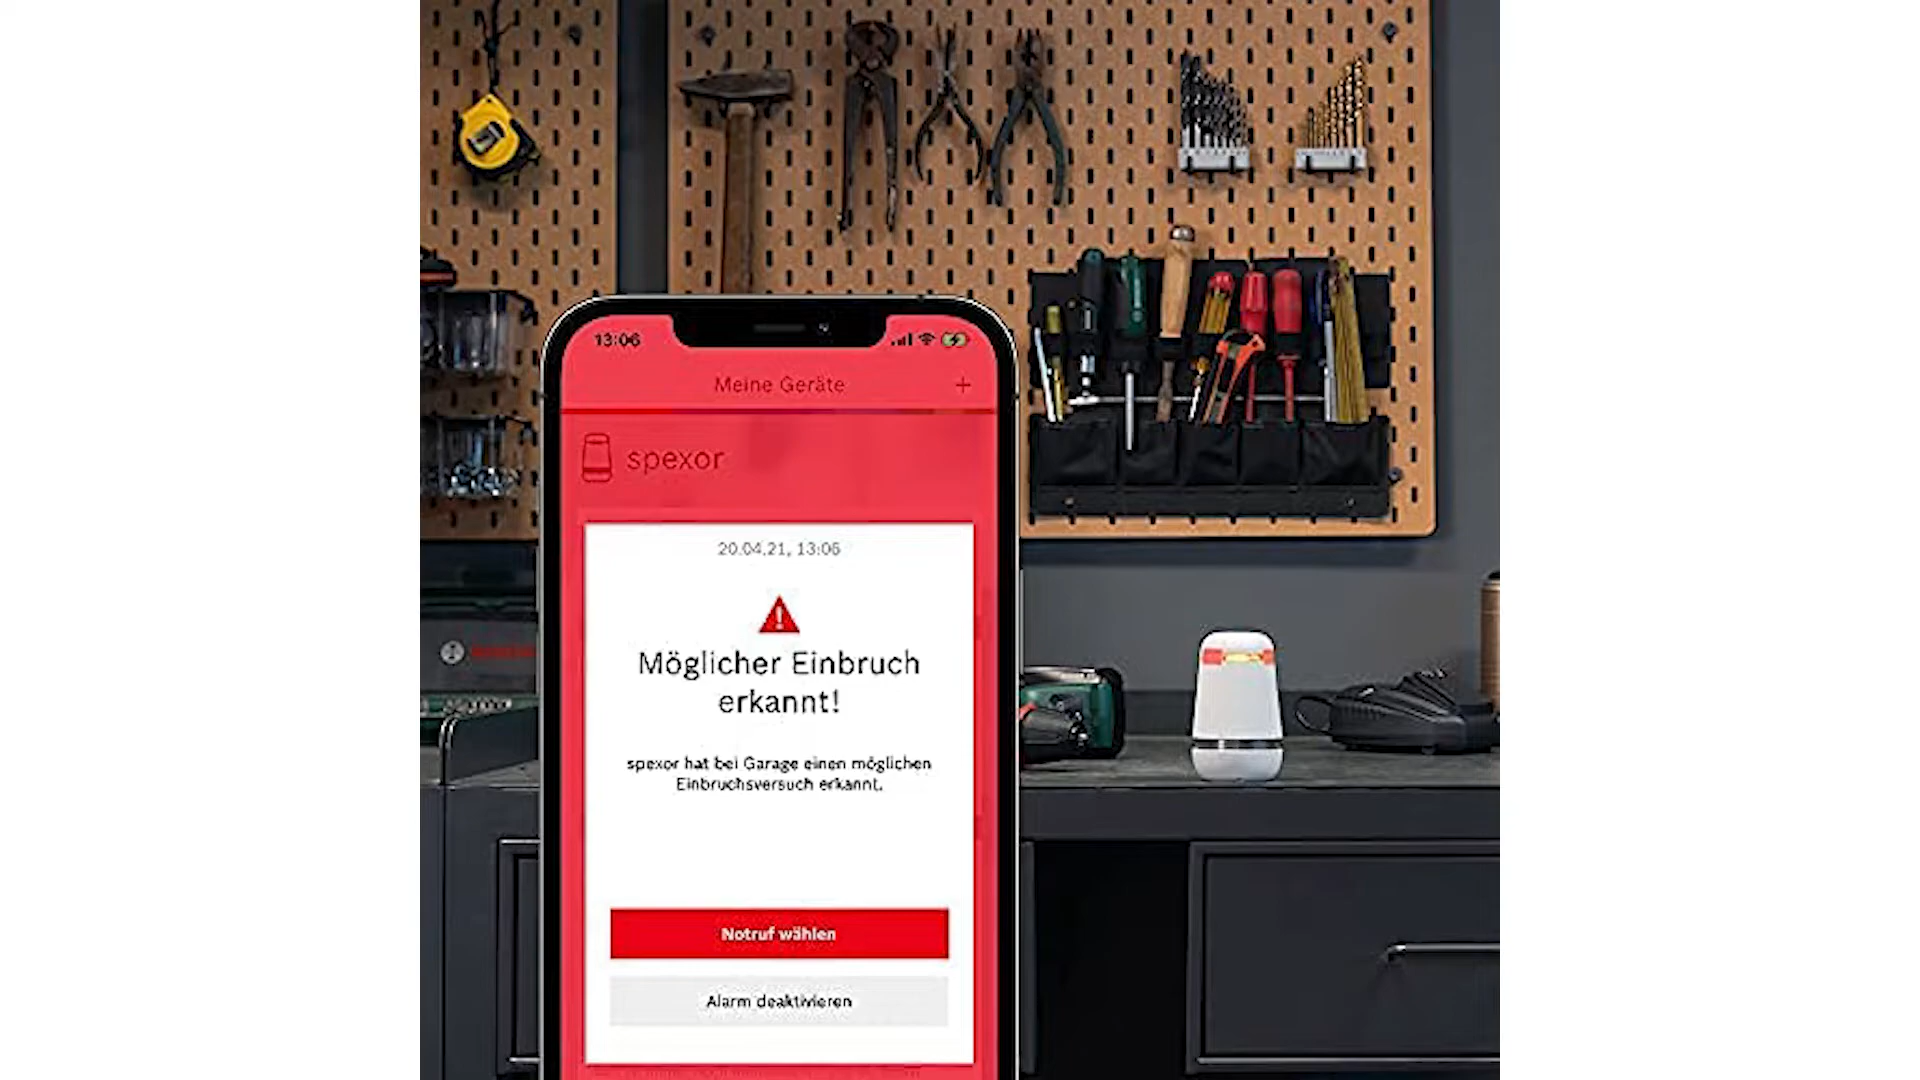 13:06
Meine Geräte +
spexor
20.04.21, 13:06
Möglicher Einbruch
erkannt!
spexor hat bei Garage einen möglichen
Einbruchsversuch erkannt.
Notruf wählen
Alarm deaktivieren